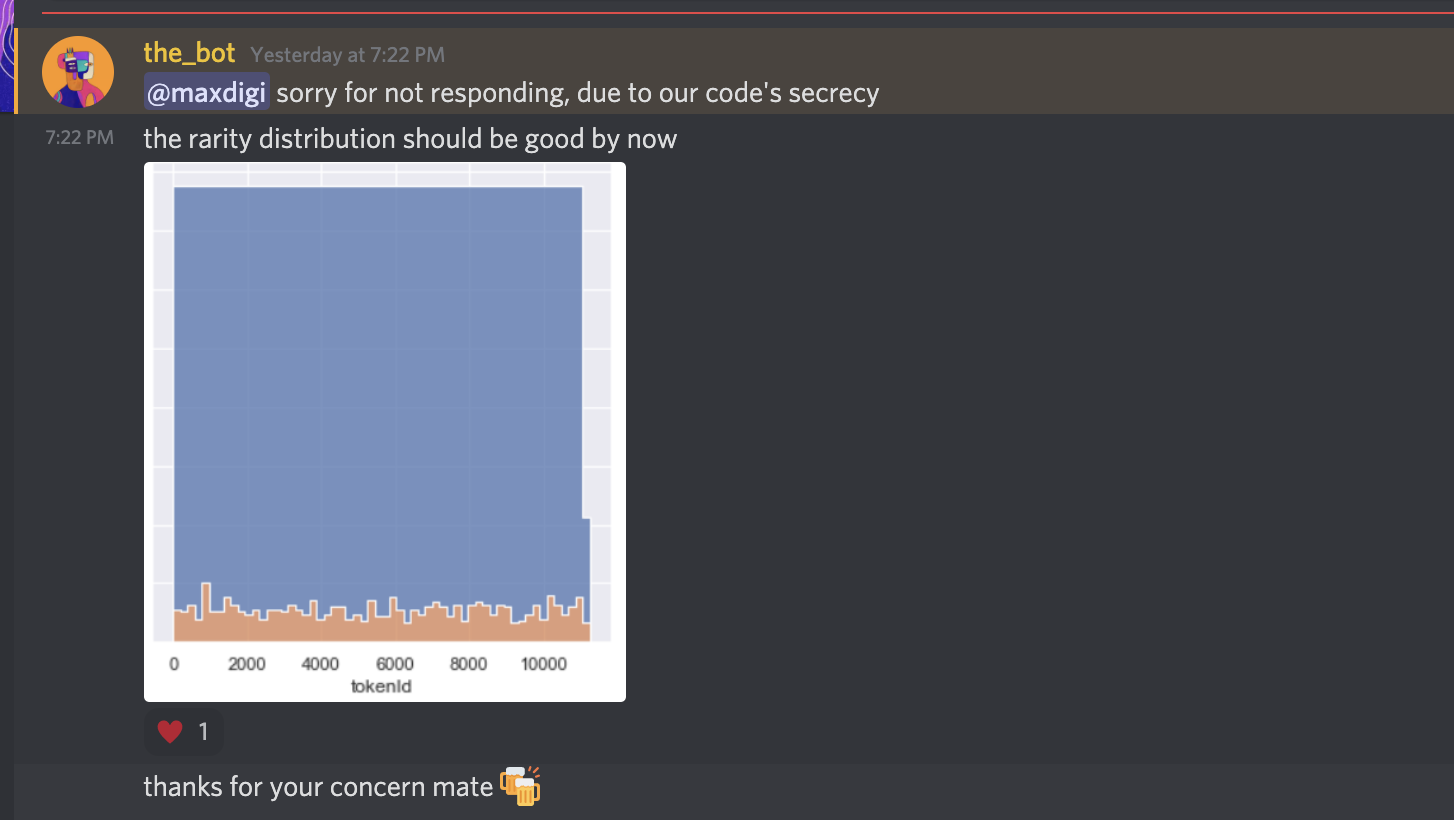 the_bot Yesterday at 7:22 PM
@maxdigi sorry for not responding, due to our code's secrecy
7:22 PM the rarity distribution should be good by now
0 2000 4000 6000 8000 10000
tokenId
1
thanks for your concern mate